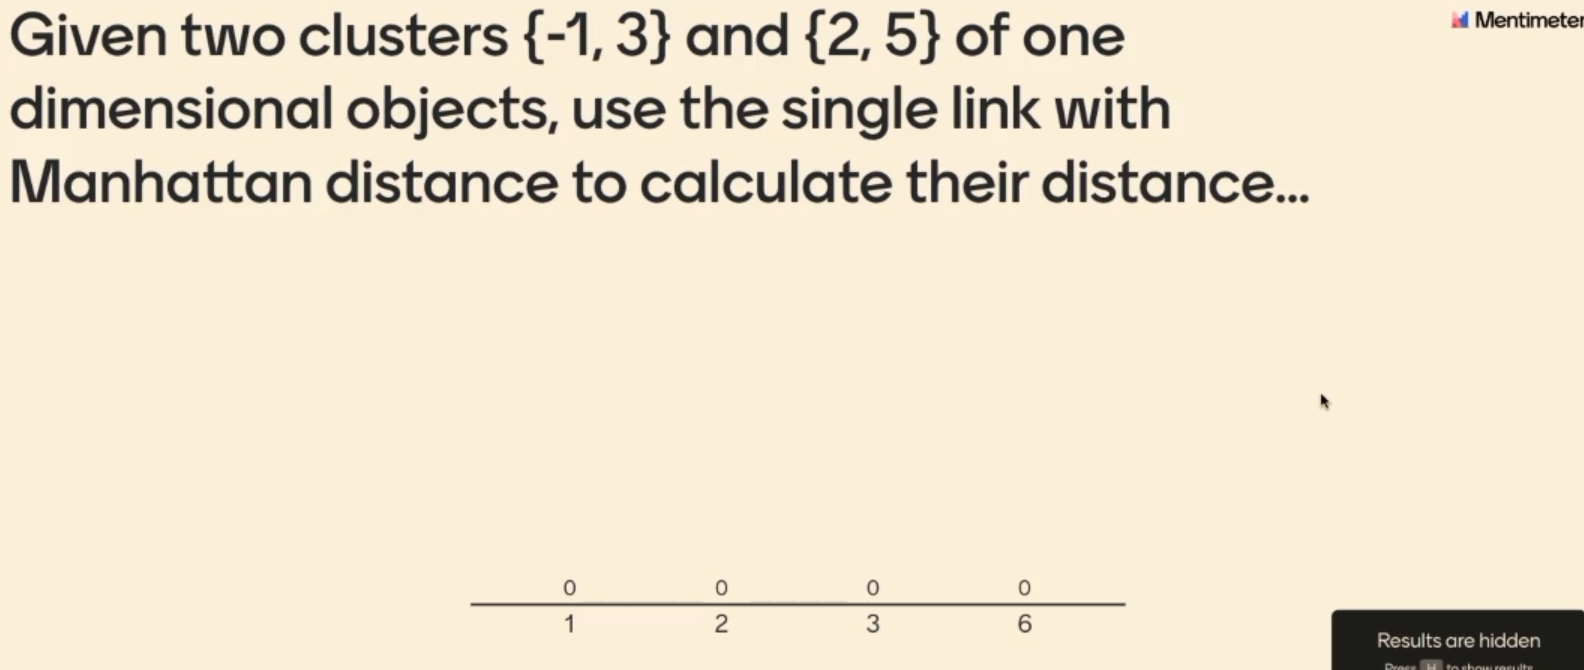 Given two clusters {-1, 3} and {2, 5} of one
Mentimeter
dimensional objects, use the single link with
Manhattan distance to calculate their distance...
0 0 0 0
1 2 3 6
Results are hidden
Press H to show results